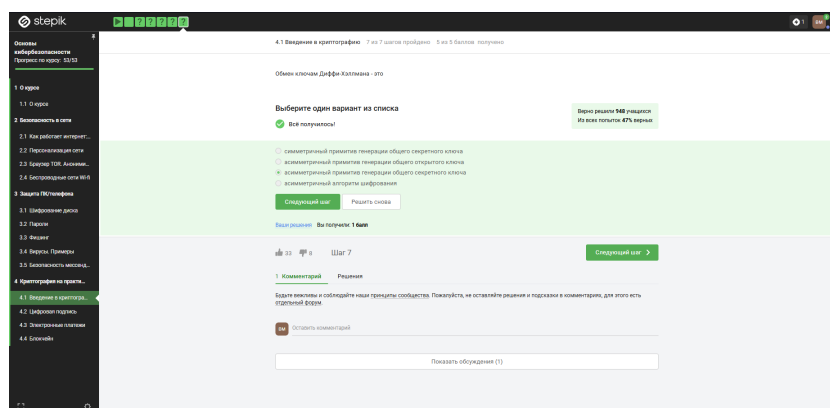 stepik
1
Основы кибербезопасности
Прогресс по курсу: 53/53
1 О курсе
1.1 О курсе
2 Безопасность в сети
2.1 Как работает интернет:...
2.2 Персонализация сети
2.3 Браузер TOR. Аноними...
2.4 Беспроводные сети Wi-fi
3 Защита ПК/телефона
3.1 Шифрование диска
3.2 Пароли
3.3 Фишинг
3.4 Вирусы. Примеры
3.5 Безопасность мессенд...
4 Криптография на практи...
4.1 Введение в криптогра...
4.2 Цифровая подпись
4.3 Электронные платежи
4.4 Блокчейн
4.1 Введение в криптографию 7 из 7 шагов пройдено 5 из 5 баллов получено
Обмен ключам Диффи-Хэллмана - это
Выберите один вариант из списка
Всё получилось!
Верно решили 948 учащихся
Из всех попыток 47% верных
симметричный примитив генерации общего секретного ключа
асимметричный примитив генерации общего открытого ключа
асимметричный примитив генерации общего секретного ключа
асимметричный алгоритм шифрования
Следующий шаг Решить снова
Ваши решения Вы получили: 1 балл
33 Шаг 7
Следующий шаг
1 Комментарий Решения
Будьте вежливы и соблюдайте наши принципы сообщества. Пожалуйста, не оставляйте решения и подсказки в комментариях, для этого есть
отдельный форум.
Оставить комментарий
Показать обсуждения (1)